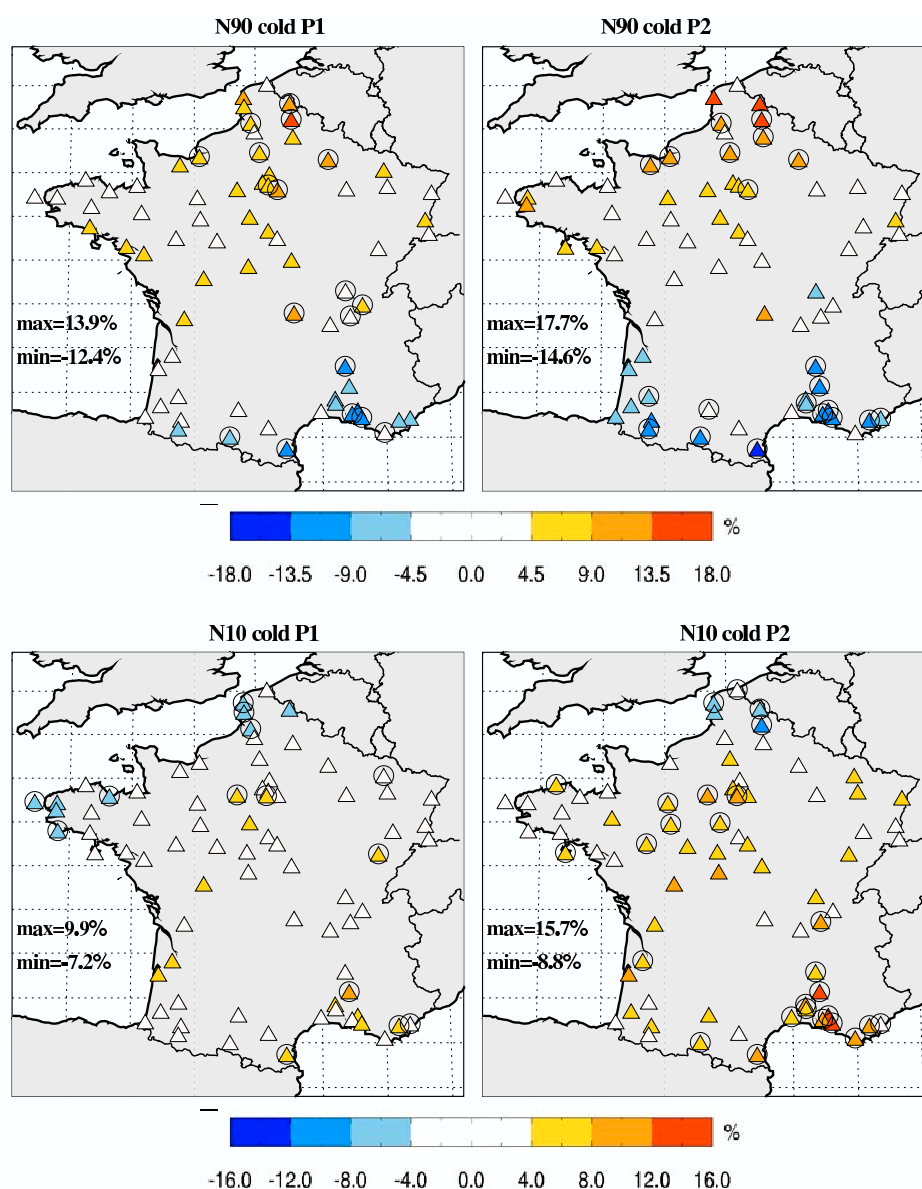 N90 cold P1
N90 cold P2
max=13.9%
min=-12.4%
max=17.7%
min=-14.6%
%
-18.0 -13.5 -9.0 -4.5 0.0 4.5 9.0 13.5 18.0
N10 cold P1
N10 cold P2
max=9.9%
min=-7.2%
max=15.7%
min=-8.8%
%
-16.0 -12.0 -8.0 -4.0 0.0 4.0 8.0 12.0 16.0